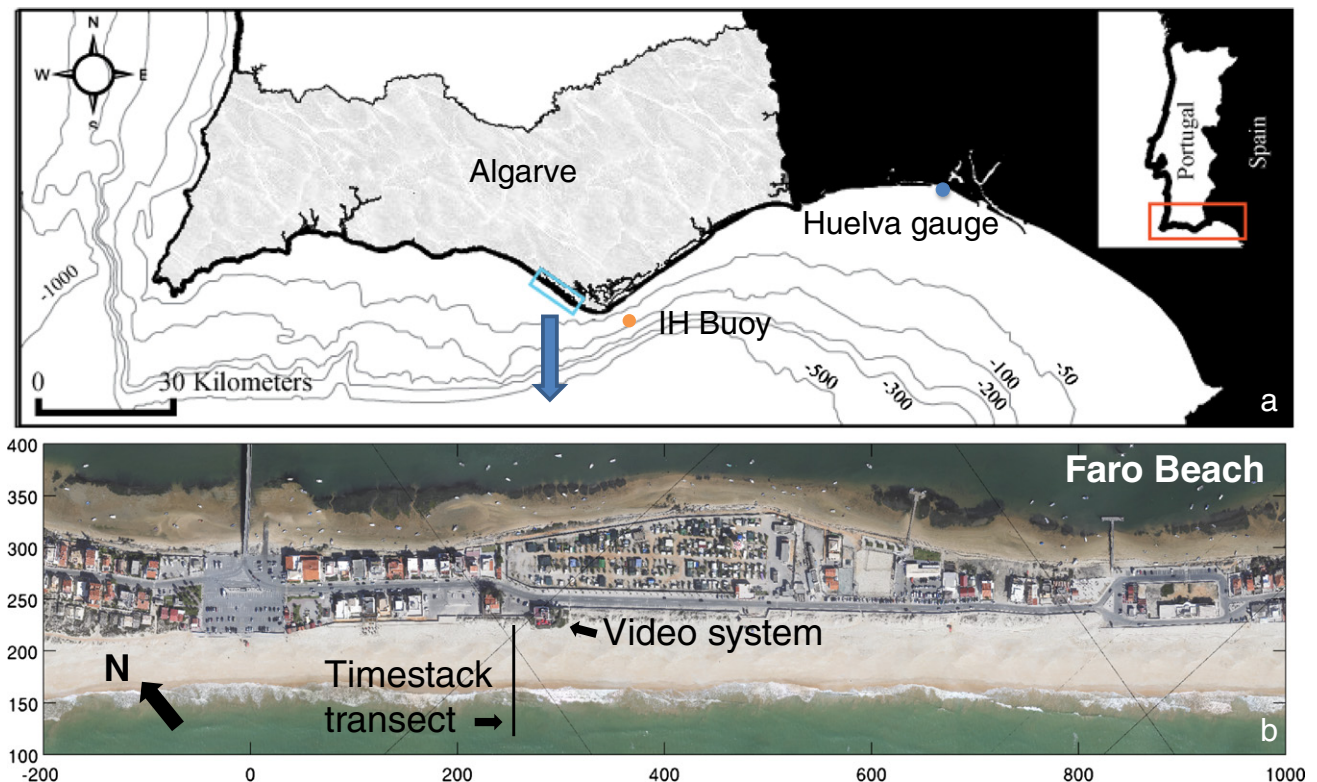 N
W
E
S
Algarve
Portugal
Spain
Huelva gauge
-1000
IH Buoy
0
30 Kilometers
-500
-300
-200
-100
-50
a
400
350
300
250
200
150
100
Faro Beach
Video system
N
Timestack
transect
b
-200
0
200
400
600
800
1000